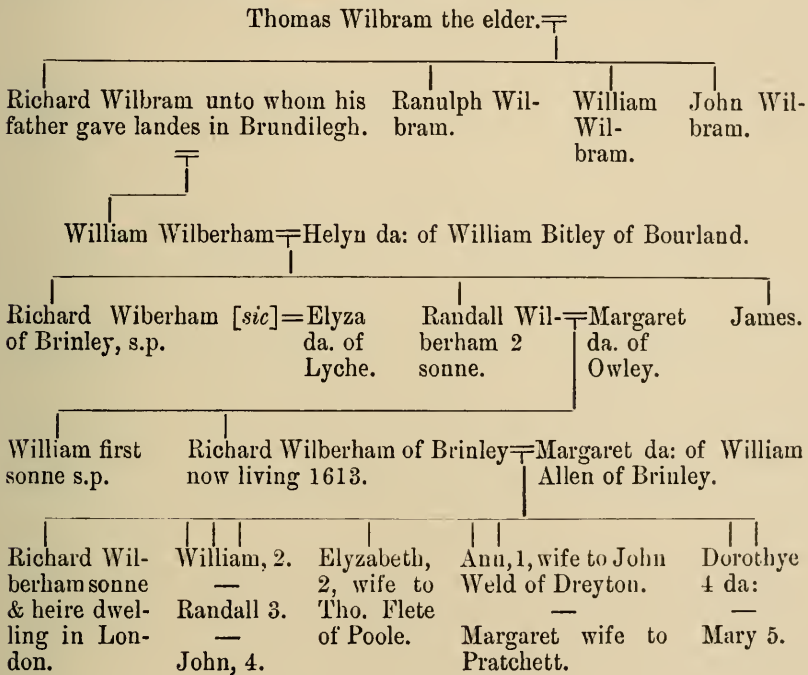 Thomas Wilbram the elder.
Richard Wilbram unto whom his
father gave landes in Brundilegh.
Ranulph Wil-
bram.
William
Wil-
bram.
John Wil-
bram.
William Wilberham=Helyn da: of William Bitley of Bourland.
Richard Wiberham [sic]=Elyza
of Brinley, s.p.
da. of
Lyche.
Randall Wil-=Margaret
berham 2
sonne.
da. of
Owley.
James.
William first
sonne s.p.
Richard Wilberham of Brinley=Margaret da: of William
now living 1613.
Allen of Brinley.
Richard Wil-
berham sonne
& heire dwel-
ling in Lon-
don.
William, 2.
—
Randall 3.
—
John, 4.
Elyzabeth,
2, wife to
Tho. Flete
of Poole.
Ann, 1, wife to John
Weld of Dreyton.
—
Margaret wife to
Pratchett.
Dorothye
4 da:
—
Mary 5.